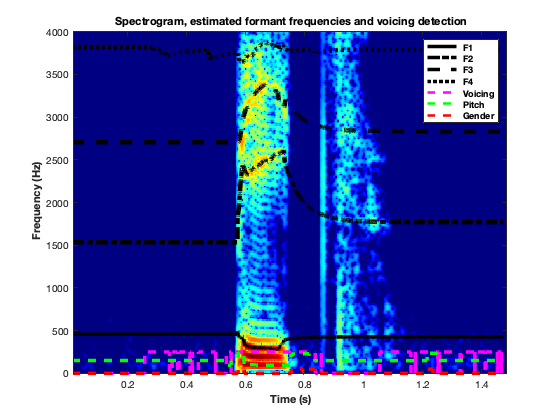 Spectrogram, estimated formant frequencies and voicing detection
4000
3500
3000
2500
2000
1500
1000
500
0
Frequency (Hz)
F1
F2
F3
F4
Voicing
Pitch
Gender
0.2 0.4 0.6 0.8 1 1.2 1.4
Time (s)